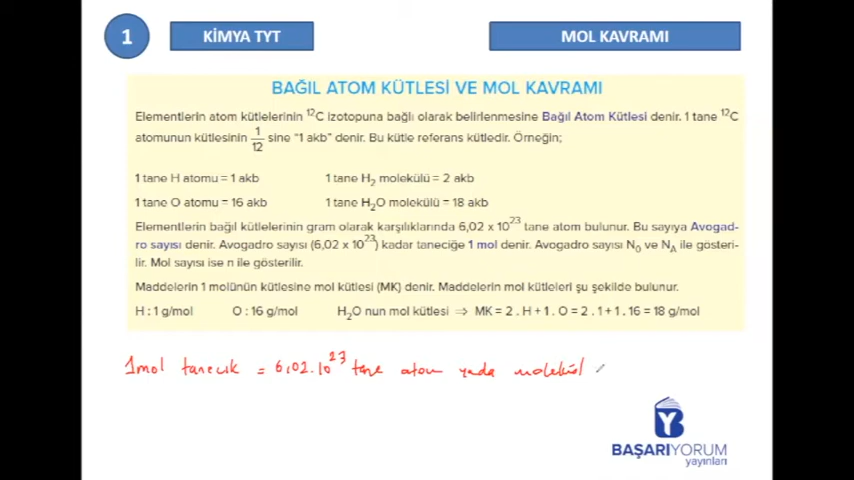 1
KİMYA TYT
MOL KAVRAMI
BAĞIL ATOM KÜTLESİ VE MOL KAVRAMI
Elementlerin atom kütlelerinin ¹²C izotopuna bağlı olarak belirlenmesine Bağıl Atom Kütlesi denir. 1 tane ¹²C
atomunun kütlesinin 1/12 sine "1 akb" denir. Bu kütle referans kütledir. Örneğin;
1 tane H atomu = 1 akb
1 tane H₂ molekülü = 2 akb
1 tane O atomu = 16 akb
1 tane H₂O molekülü = 18 akb
Elementlerin bağıl kütlelerinin gram olarak karşılıklarında 6,02 x 10²³ tane atom bulunur. Bu sayıya Avogad-
ro sayısı denir. Avogadro sayısı (6,02 x 10²³) kadar taneciğe 1 mol denir. Avogadro sayısı N₀ ve N_A ile gösteri-
lir. Mol sayısı ise n ile gösterilir.
Maddelerin 1 molünün kütlesine mol kütlesi (MK) denir. Maddelerin mol kütleleri şu şekilde bulunur.
H : 1 g/mol O : 16 g/mol H₂O nun mol kütlesi ⇒ MK = 2 . H + 1 . O = 2 . 1 + 1 . 16 = 18 g/mol
1mol tanecik = 6,02.10²³ tane atom yada molekül
BAŞARIYORUM
yayınları